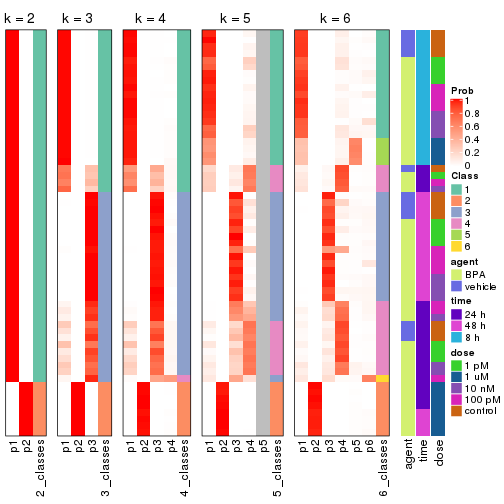 k = 2
k = 3
k = 4
k = 5
k = 6
Prob
1
0.8
0.6
0.4
0.2
0
Class
1
2
3
4
5
6
agent
BPA
vehicle
time
24 h
48 h
8 h
dose
1 pM
1 uM
10 nM
100 pM
control
p1
p2
2_classes
p1
p2
p3
3_classes
p1
p2
p3
p4
4_classes
p1
p2
p3
p4
p5
5_classes
p1
p2
p3
p4
p5
p6
6_classes
agent
time
dose